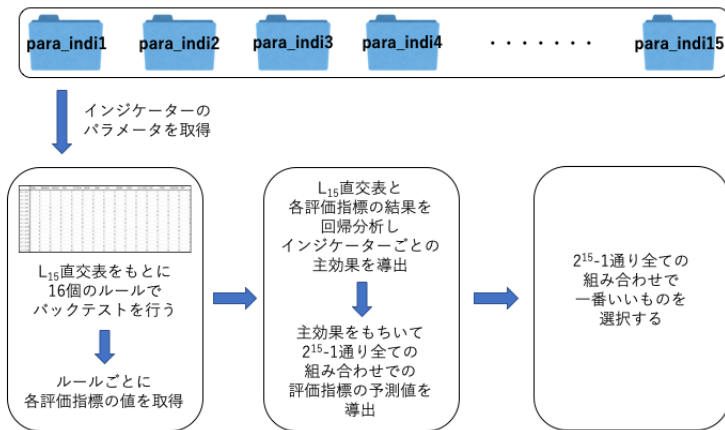 para_indi1
para_indi2
para_indi3
para_indi4
・・・・・・・
para_indi15
インジケーターの
パラメータを取得
L₁₅直交表をもとに
16個のルールで
バックテストを行う
ルールごとに
各評価指標の値を取得
L₁₅直交表と
各評価指標の結果を
回帰分析し
インジケーターごとの
主効果を導出
主効果をもちいて
2¹⁵-1通り全ての
組み合わせでの
評価指標の予測値を
導出
2¹⁵-1通り全ての
組み合わせで
一番いいものを
選択する